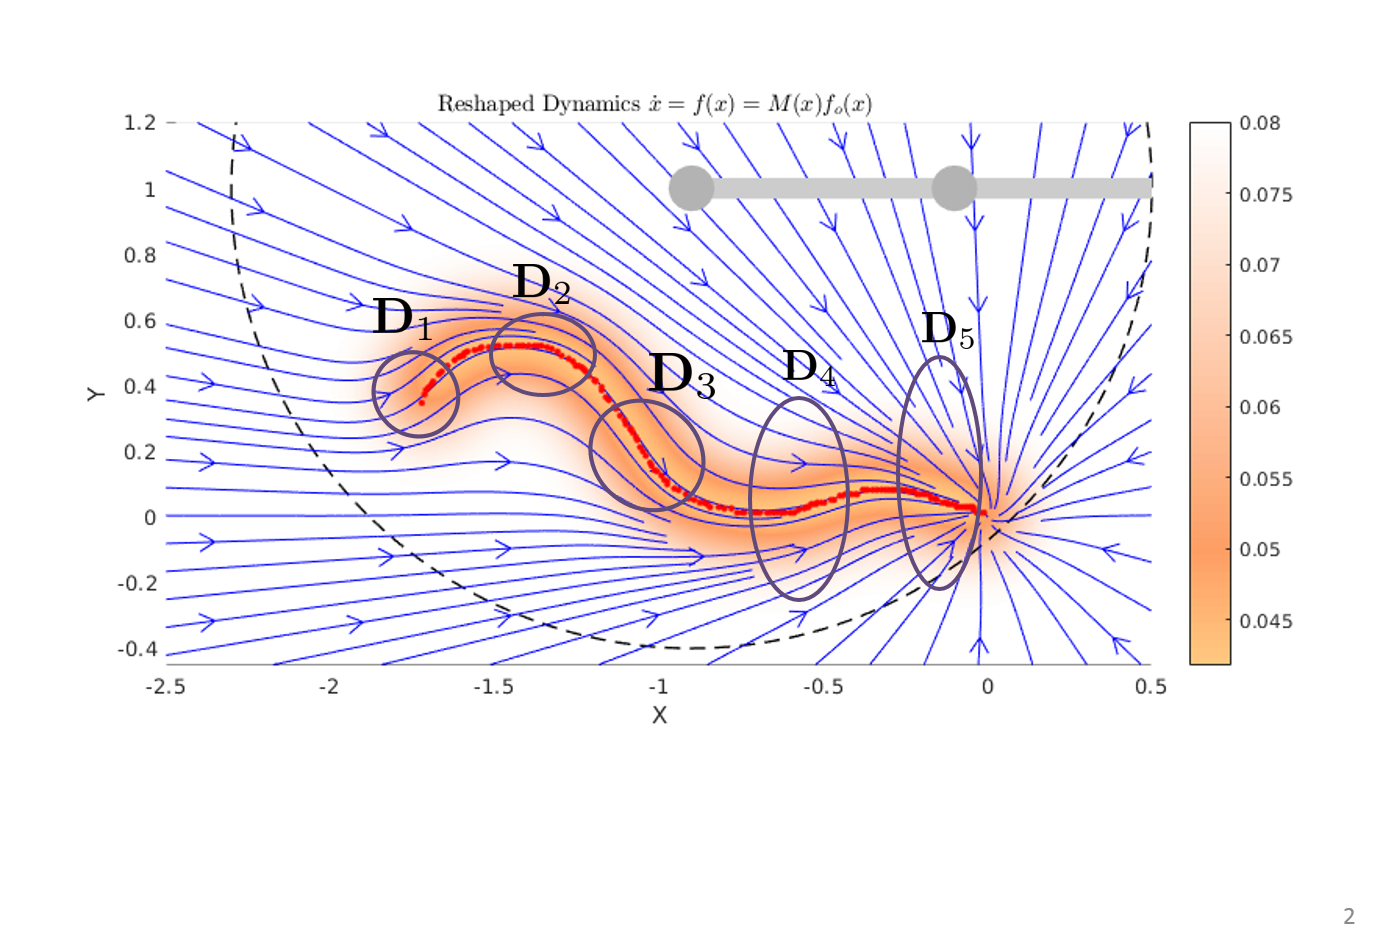 Reshaped Dynamics ẋ = f(x) = M(x)fₒ(x)
1.2
1
0.8
0.6
0.4
0.2
0
-0.2
-0.4
Y
D₁
D₂
D₃
D₄
D₅
-2.5 -2 -1.5 -1 -0.5 0 0.5
X
0.08
0.075
0.07
0.065
0.06
0.055
0.05
0.045
2